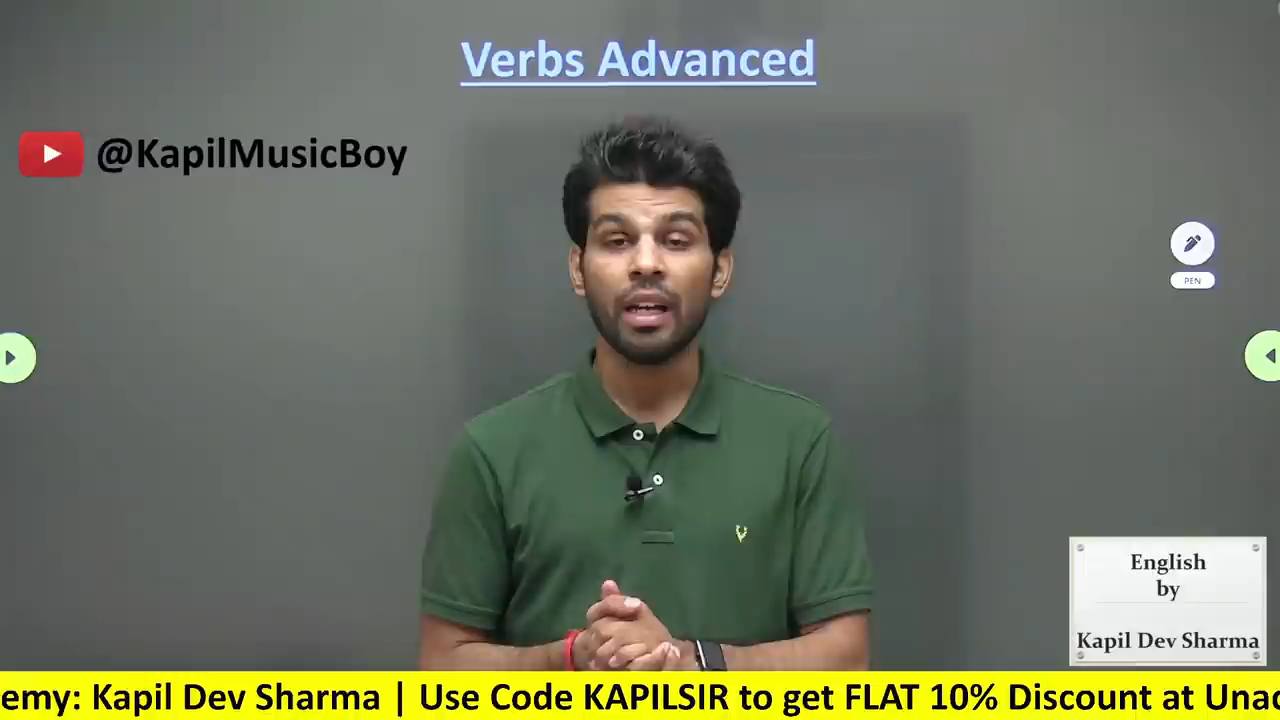 Verbs Advanced
@KapilMusicBoy
PEN
English
by
Kapil Dev Sharma
emy: Kapil Dev Sharma | Use Code KAPILSIR to get FLAT 10% Discount at Unac